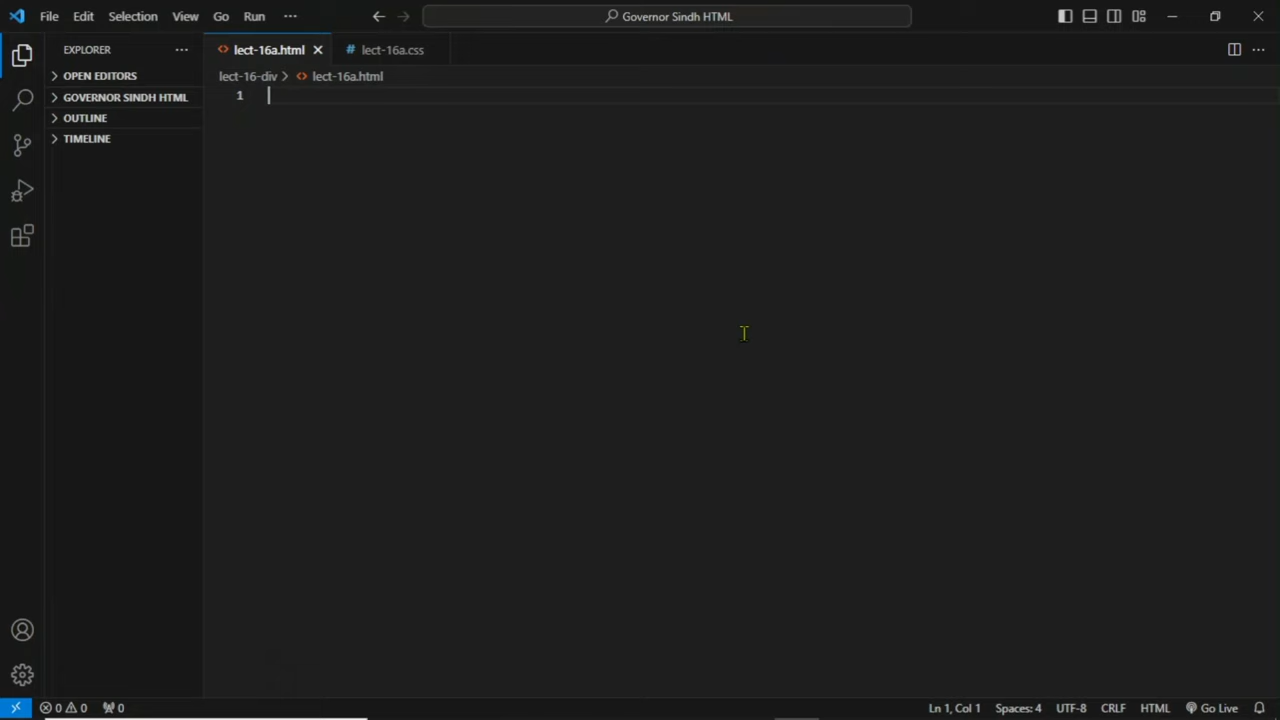 File Edit Selection View Go Run ··· Governor Sindh HTML
EXPLORER ··· lect-16a.html # lect-16a.css ···
OPEN EDITORS lect-16-div > lect-16a.html
GOVERNOR SINDH HTML 1
OUTLINE
TIMELINE
0 0 0 Ln 1, Col 1 Spaces: 4 UTF-8 CRLF HTML Go Live